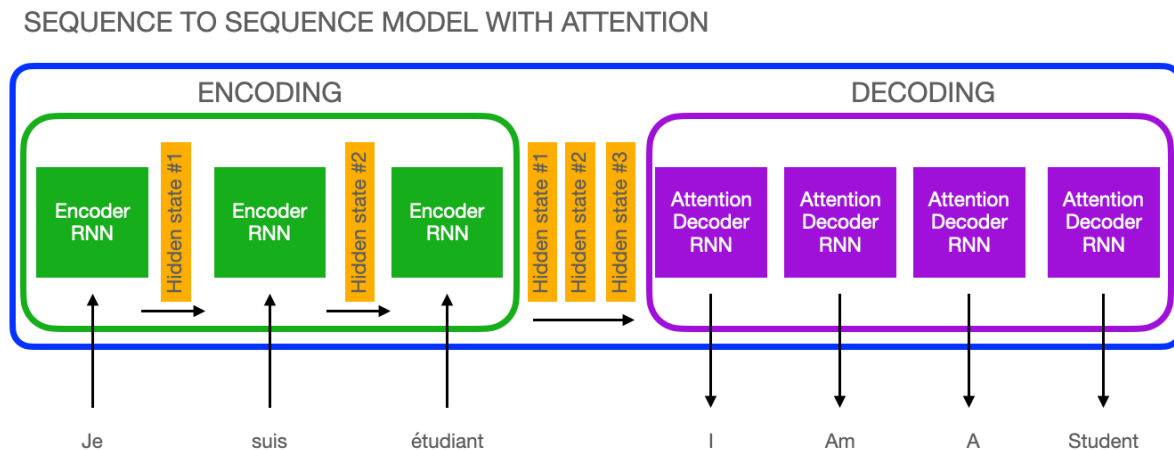 SEQUENCE TO SEQUENCE MODEL WITH ATTENTION
ENCODING
DECODING
Encoder
RNN
Hidden state #1
Encoder
RNN
Hidden state #2
Encoder
RNN
Hidden state #1
Hidden state #2
Hidden state #3
Attention
Decoder
RNN
Attention
Decoder
RNN
Attention
Decoder
RNN
Attention
Decoder
RNN
Je
suis
étudiant
I
Am
A
Student